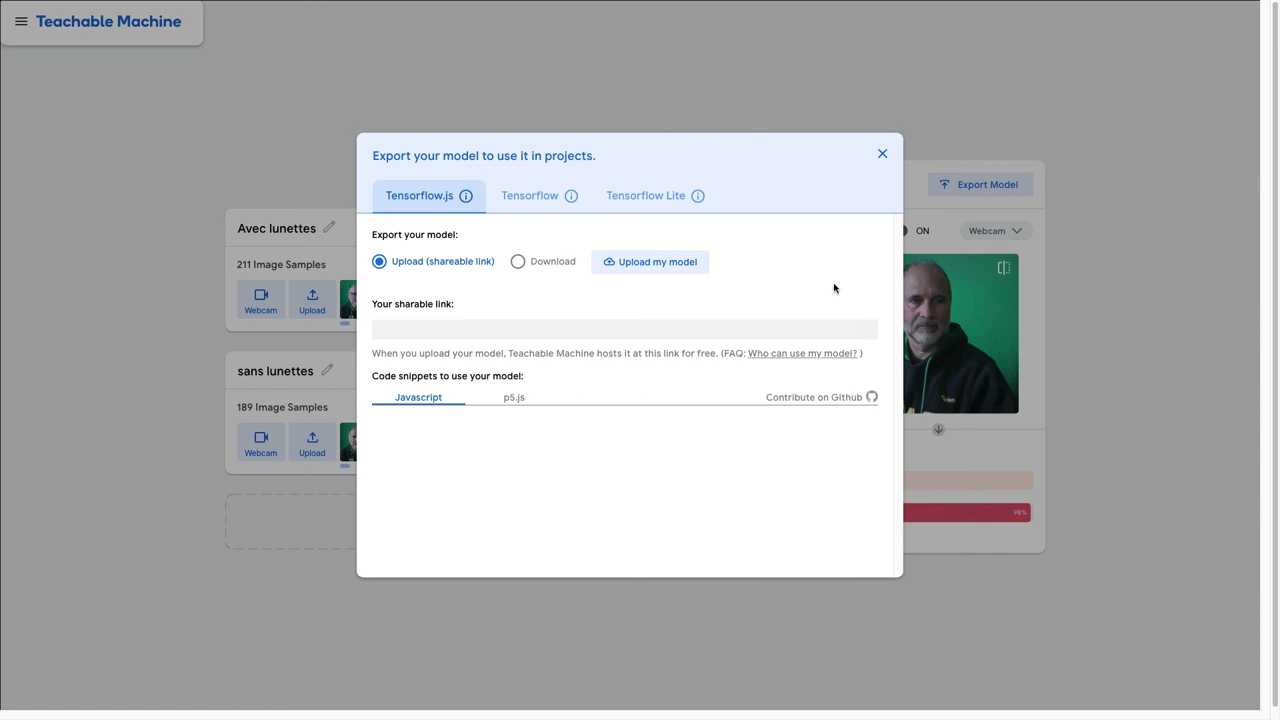 Teachable Machine
Export your model to use it in projects.
Tensorflow.js
Tensorflow
Tensorflow Lite
Export your model:
Upload (shareable link)
Download
Upload my model
Your sharable link:
When you upload your model, Teachable Machine hosts it at this link for free. (FAQ: Who can use my model? )
Code snippets to use your model:
Javascript
p5.js
Contribute on Github
Avec lunettes
211 Image Samples
Webcam
Upload
sans lunettes
189 Image Samples
Webcam
Upload
Export Model
ON
Webcam
98%